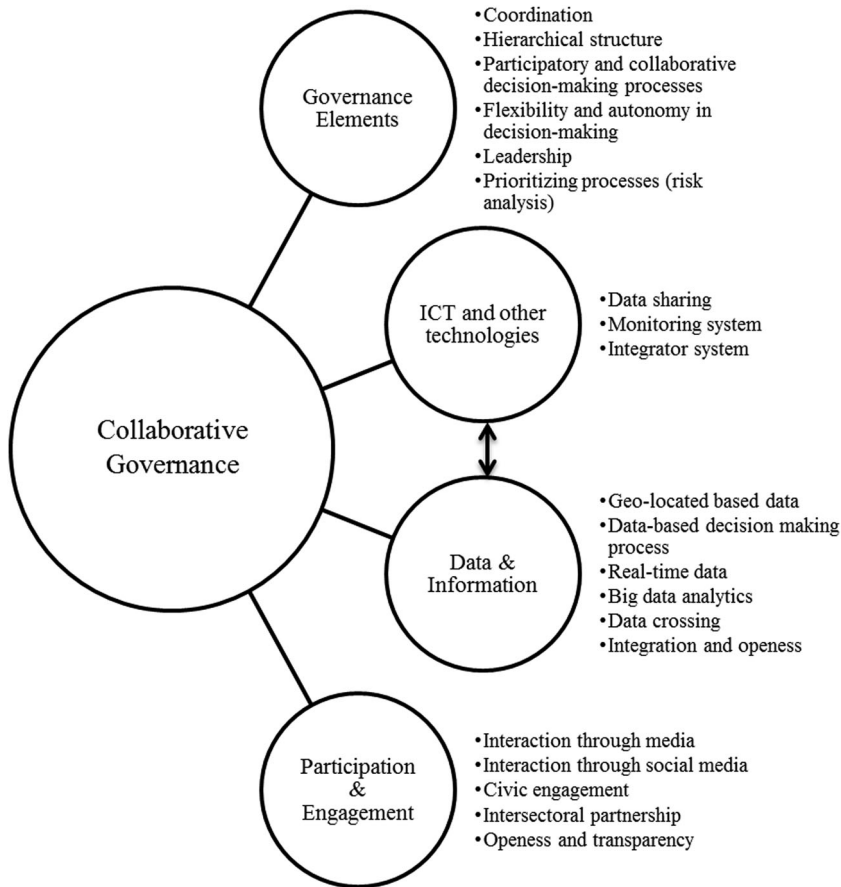 •Coordination
•Hierarchical structure
•Participatory and collaborative
decision-making processes
•Flexibility and autonomy in
decision-making
•Leadership
•Prioritizing processes (risk
analysis)
Governance
Elements
ICT and other
technologies
•Data sharing
•Monitoring system
•Integrator system
Collaborative
Governance
Data &
Information
•Geo-located based data
•Data-based decision making
process
•Real-time data
•Big data analytics
•Data crossing
•Integration and openess
Participation
&
Engagement
•Interaction through media
•Interaction through social media
•Civic engagement
•Intersectoral partnership
•Openess and transparency